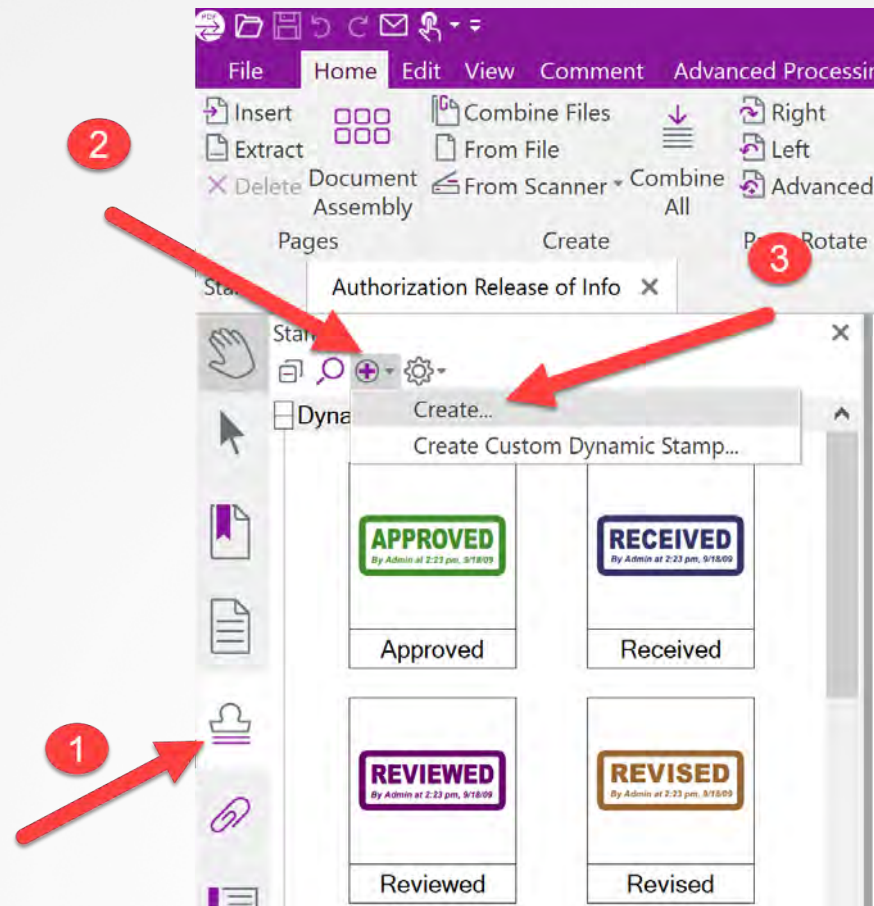 PDF
File Home Edit View Comment Advanced Processin
Insert
Extract
Delete
Document
Assembly
Combine Files
From File
From Scanner
Combine
All
Right
Left
Advanced
Pages Create Rotate
2
3
Authorization Release of Info
Create...
Create Custom Dynamic Stamp...
APPROVED
By Admin at 2:23 pm, 9/18/09
Approved
RECEIVED
By Admin at 2:23 pm, 9/18/09
Received
1
REVIEWED
By Admin at 2:23 pm, 9/18/09
Reviewed
REVISED
By Admin at 2:23 pm, 9/18/09
Revised